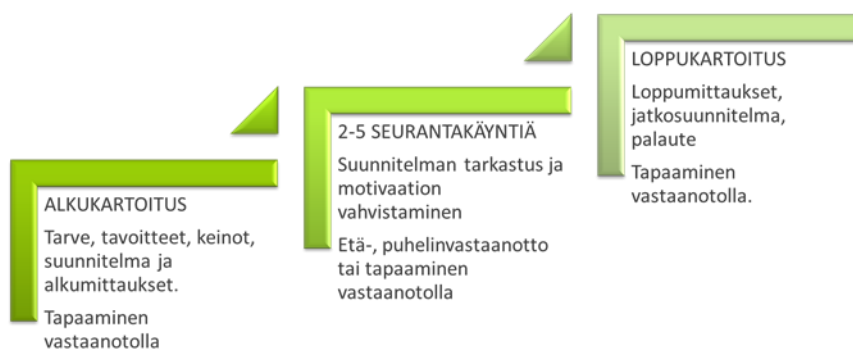 ALKUKARTOITUS
Tarve, tavoitteet, keinot,
suunnitelma ja
alkumittaukset.
Tapaaminen
vastaanotolla
2-5 SEURANTAKÄYNTIÄ
Suunnitelman tarkastus ja
motivaation
vahvistaminen
Etä-, puhelinvastaanotto
tai tapaaminen
vastaanotolla
LOPPUKARTOITUS
Loppumittaukset,
jatkosuunnitelma,
palaute
Tapaaminen
vastaanotolla.